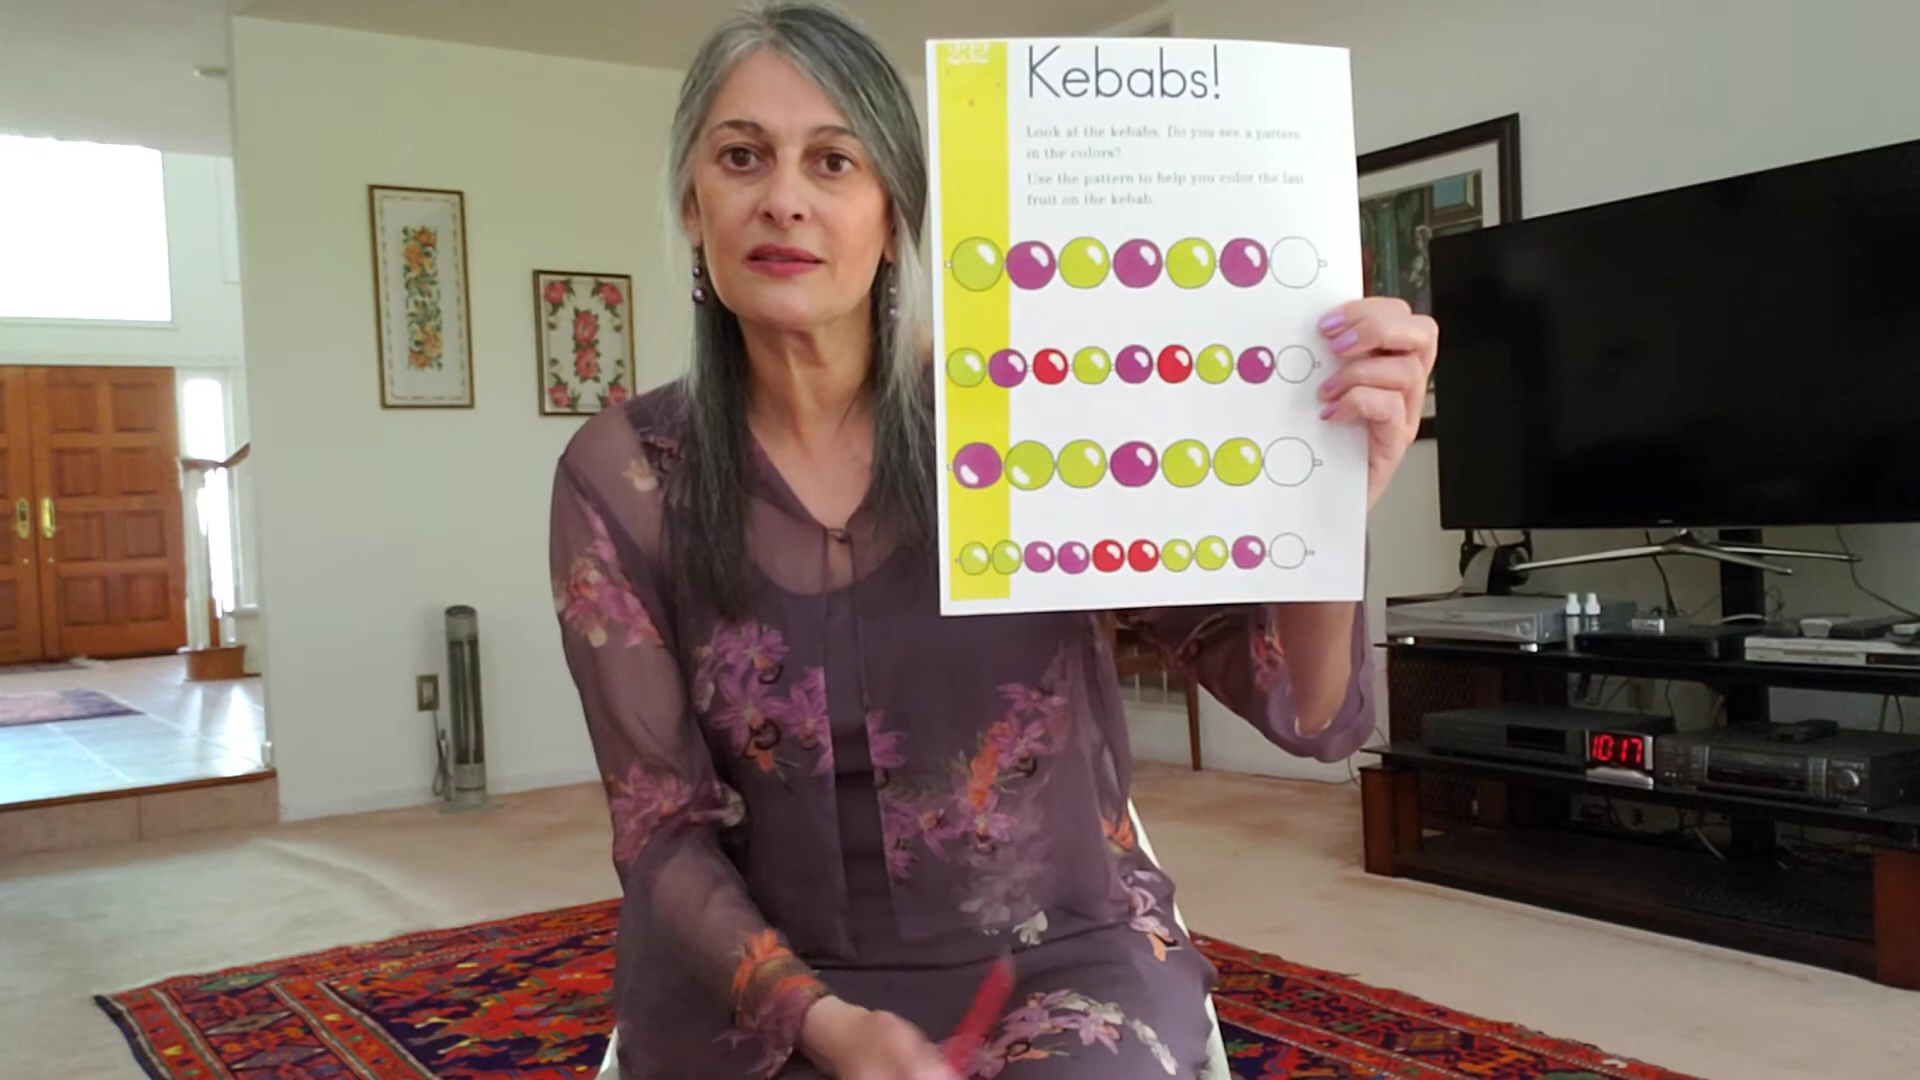 Kebabs!
Look at the kebabs. Do you see a pattern
in the colors?
Use the pattern to help you color the last
fruit on the kebab.
10:17